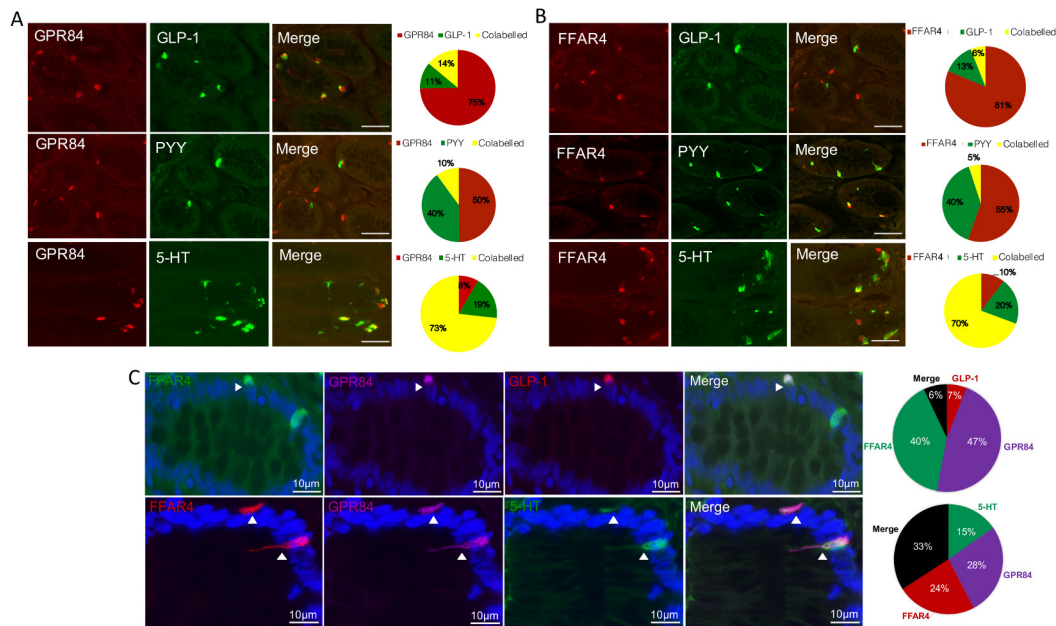 A
GPR84 GLP-1 Merge
GPR84 GLP-1 Colabelled
14%
11%
75%
GPR84 PYY Merge
GPR84 PYY Colabelled
10%
40% 50%
GPR84 5-HT Merge
GPR84 5-HT Colabelled
8%
19%
73%
B
FFAR4 GLP-1 Merge
FFAR4 GLP-1 Colabelled
6%
13%
81%
FFAR4 PYY Merge
FFAR4 PYY Colabelled
5%
40%
55%
FFAR4 5-HT Merge
FFAR4 5-HT Colabelled
10%
20%
70%
C
FFAR4 GPR84 GLP-1 Merge
10μm 10μm 10μm 10μm
Merge GLP-1
6% 7%
FFAR4 40% 47% GPR84
FFAR4 GPR84 5-HT Merge
10μm 10μm 10μm 10μm
5-HT
Merge 15%
33% 28% GPR84
24%
FFAR4